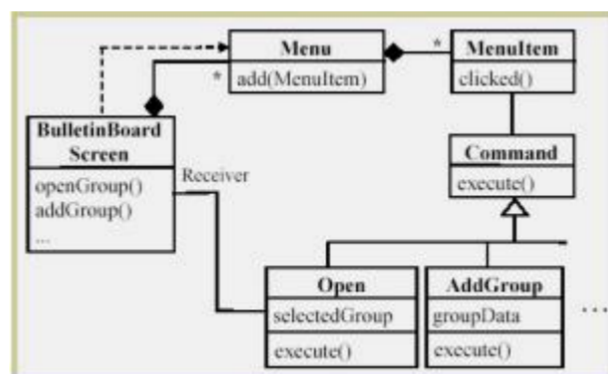 Menu
add(MenuItem)
*
*
MenuItem
clicked()
BulletinBoard
Screen
openGroup()
addGroup()
...
Receiver
Command
execute()
Open
selectedGroup
execute()
AddGroup
groupData
execute()
....